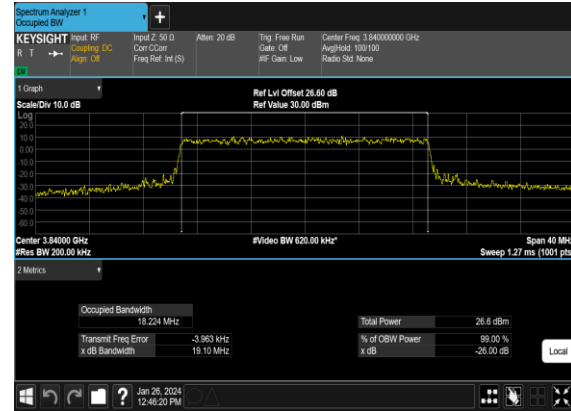 Spectrum Analyzer 1
Occupied BW
+
KEYSIGHT Input: RF Input Z: 50 Ω Atten: 20 dB Trig: Free Run Center Freq: 3.840000000 GHz
R T Coupling: DC Corr CCorr Gate: Off Avg|Hold: 100/100
Align: Off Freq Ref: Int (S) #IF Gain: Low Radio Std: None
1 Graph
Ref Lvl Offset 26.60 dB
Scale/Div 10.0 dB Ref Value 30.00 dBm
Log
20.0
10.0
0.00
-10.0
-20.0
-30.0
-40.0
-50.0
-60.0
Center 3.84000 GHz #Video BW 620.00 kHz* Span 40 MHz
#Res BW 200.00 kHz Sweep 1.27 ms (1001 pts
2 Metrics
Occupied Bandwidth
18.224 MHz Total Power 26.6 dBm
Transmit Freq Error -3.963 kHz % of OBW Power 99.00 %
x dB Bandwidth 19.10 MHz x dB -26.00 dB
Local
? Jan 26, 2024
12:46:20 PM